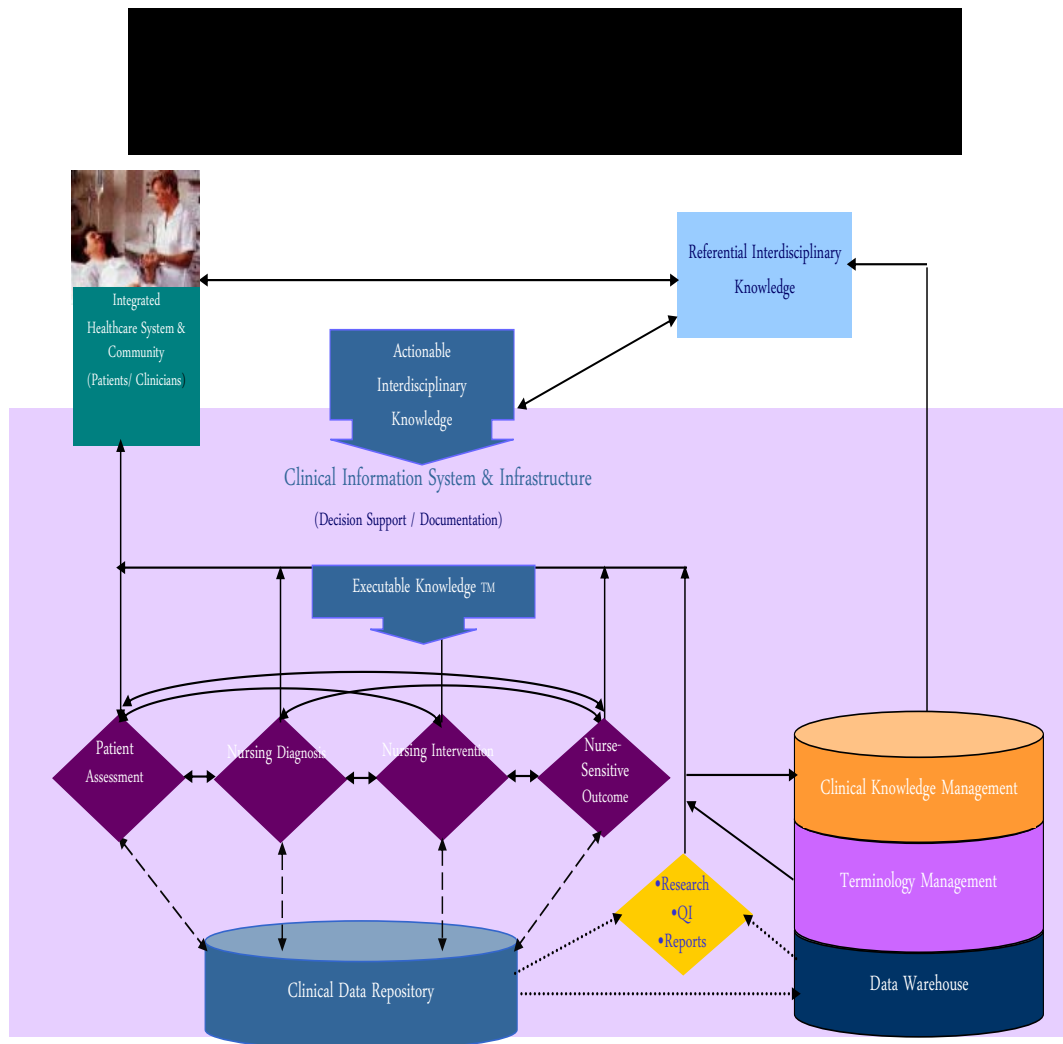 Referential Interdisciplinary
Knowledge
Integrated
Healthcare System &
Community
(Patients/ Clinicians)
Actionable
Interdisciplinary
Knowledge
Clinical Information System & Infrastructure
(Decision Support / Documentation)
Executable Knowledge TM
Patient
Assessment
Nursing Diagnosis
Nursing Intervention
Nurse-
Sensitive
Outcome
Clinical Knowledge Management
Terminology Management
Data Warehouse
•Research
•QI
•Reports
Clinical Data Repository